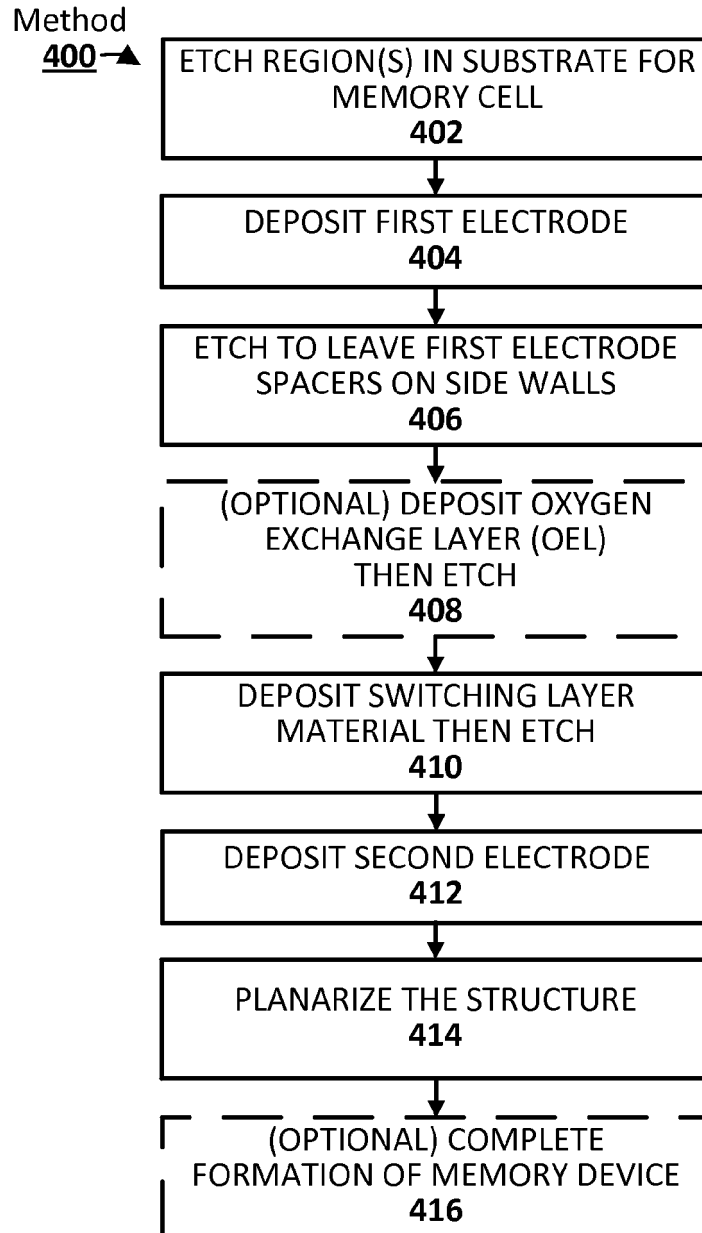 Method
400
ETCH REGION(S) IN SUBSTRATE FOR
MEMORY CELL
402
DEPOSIT FIRST ELECTRODE
404
ETCH TO LEAVE FIRST ELECTRODE
SPACERS ON SIDE WALLS
406
(OPTIONAL) DEPOSIT OXYGEN
EXCHANGE LAYER (OEL)
THEN ETCH
408
DEPOSIT SWITCHING LAYER
MATERIAL THEN ETCH
410
DEPOSIT SECOND ELECTRODE
412
PLANARIZE THE STRUCTURE
414
(OPTIONAL) COMPLETE
FORMATION OF MEMORY DEVICE
416